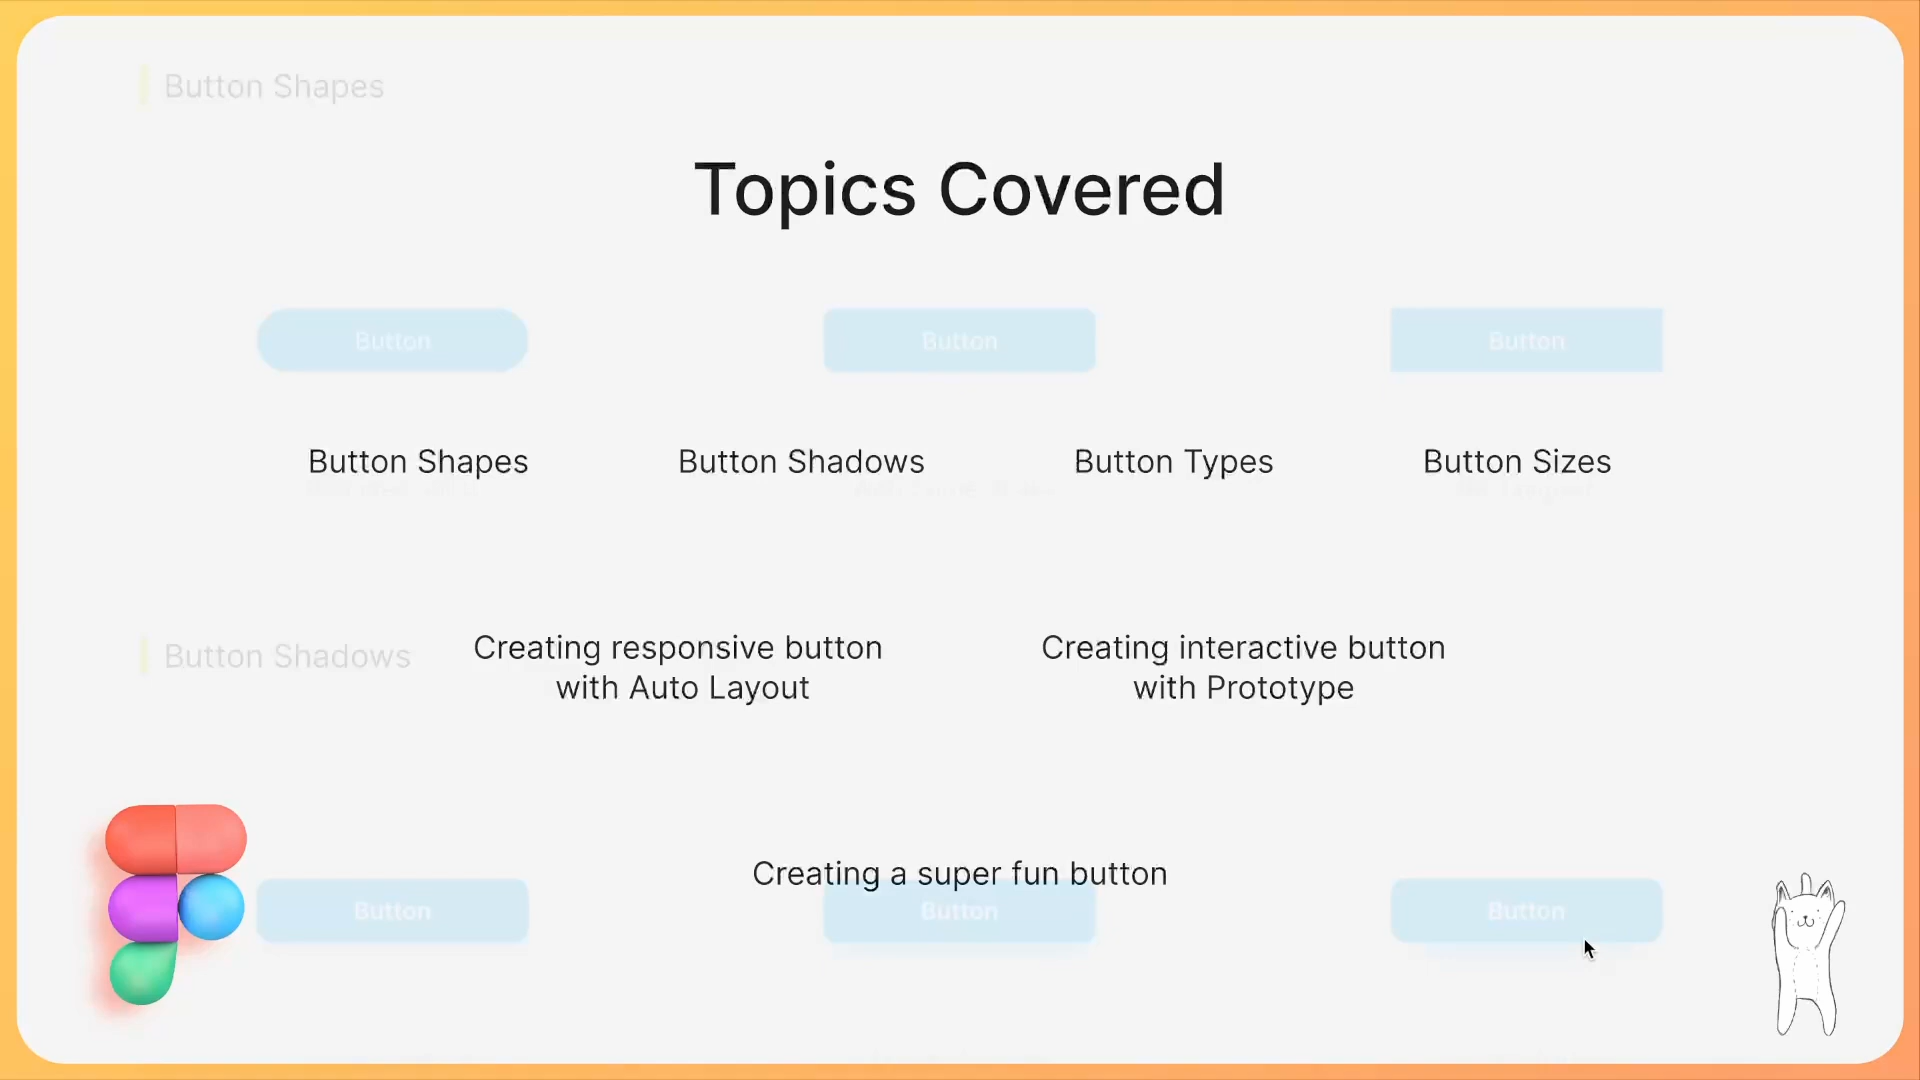 Button Shapes
Topics Covered
Button
Button
Button
Button Shapes
Button Shadows
Button Types
Button Sizes
Button Shadows
Creating responsive button
with Auto Layout
Creating interactive button
with Prototype
Creating a super fun button
Button
Button
Button